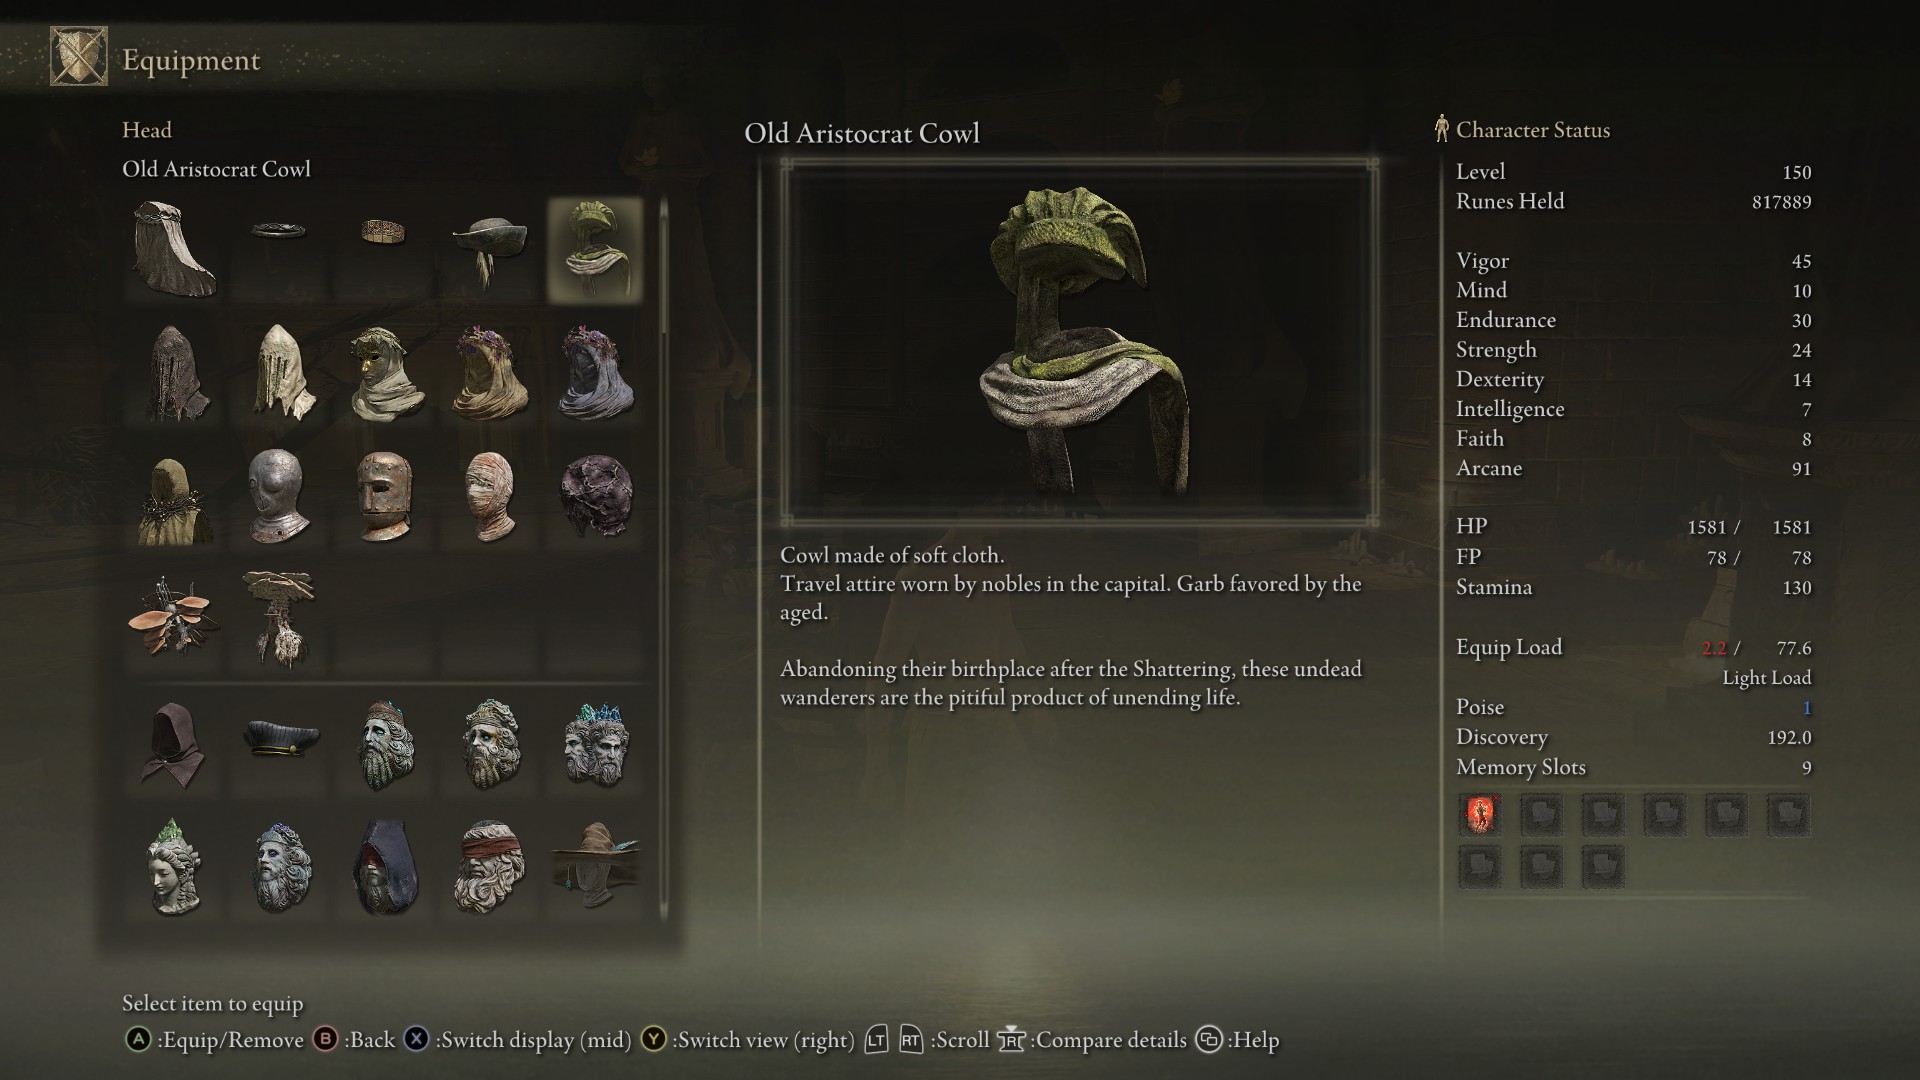 Equipment
Head
Old Aristocrat Cowl
Old Aristocrat Cowl
Cowl made of soft cloth.
Travel attire worn by nobles in the capital. Garb favored by the
aged.
Abandoning their birthplace after the Shattering, these undead
wanderers are the pitiful product of unending life.
Character Status
Level 150
Runes Held 817889
Vigor 45
Mind 10
Endurance 30
Strength 24
Dexterity 14
Intelligence 7
Faith 8
Arcane 91
HP 1581 / 1581
FP 78 / 78
Stamina 130
Equip Load 2.2 / 77.6
Light Load
Poise 1
Discovery 192.0
Memory Slots 9
Select item to equip
A :Equip/Remove B :Back X :Switch display (mid) Y :Switch view (right) LT RT :Scroll R :Compare details :Help